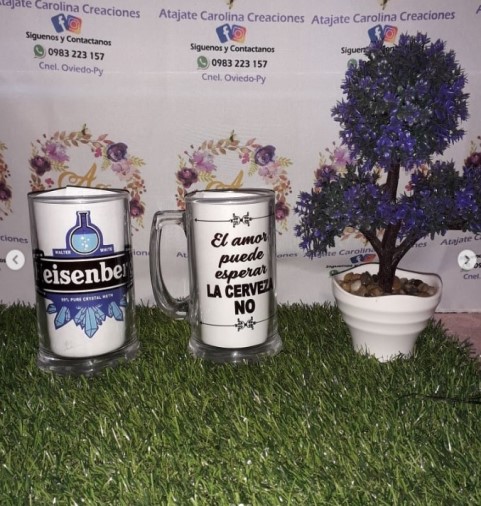 Atajate Carolina Creaciones
Siguenos y Contactanos
0983 223 157
Cnel. Oviedo-Py
Atajate Carolina Creaciones
Siguenos y Contactanos
0983 223 157
Cnel. Oviedo-Py
Atajate Carolina Creaciones
WALTER WHITE
eisenber
99% PURE CRYSTAL METH
El amor
puede
esperar
LA CERVEZA
NO